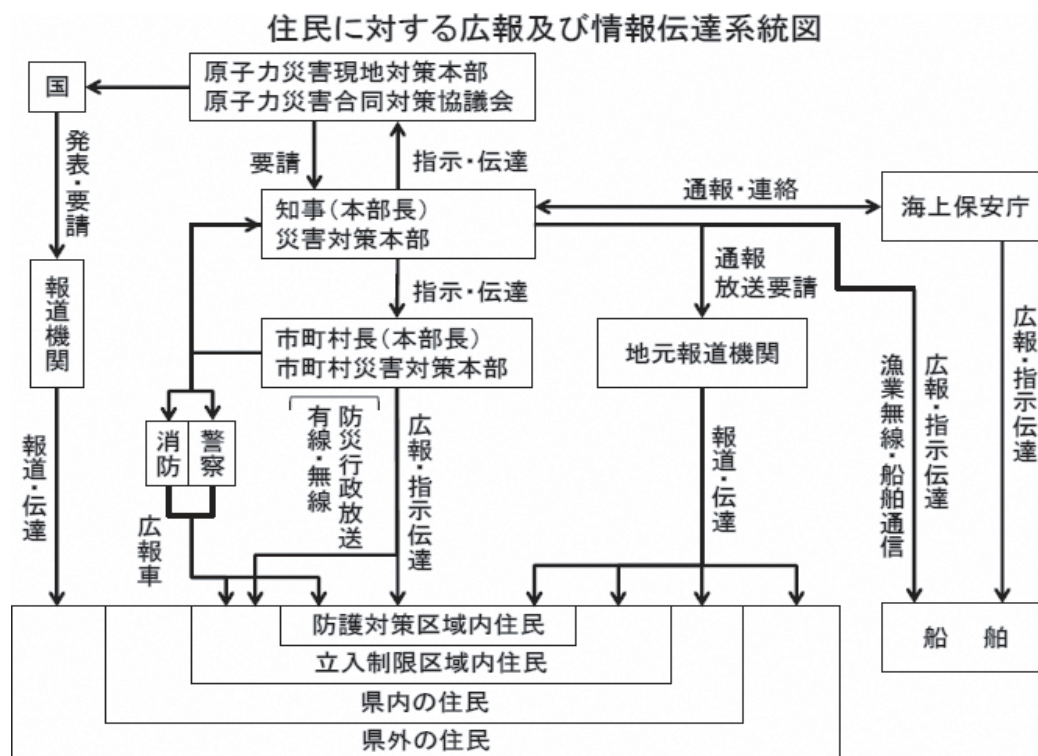 住民に対する広報及び情報伝達系統図
国
原子力災害現地対策本部
原子力災害合同対策協議会
発表・要請
要請
指示・伝達
通報・連絡
知事(本部長)
災害対策本部
海上保安庁
報道機関
指示・伝達
通報
放送要請
市町村長(本部長)
市町村災害対策本部
地元報道機関
広報・指示伝達
消防
警察
防災行政放送
有線・無線
広報・指示伝達
報道・伝達
広報・指示伝達
漁業無線・船舶通信
報道・伝達
広報車
防護対策区域内住民
立入制限区域内住民
県内の住民
県外の住民
船舶